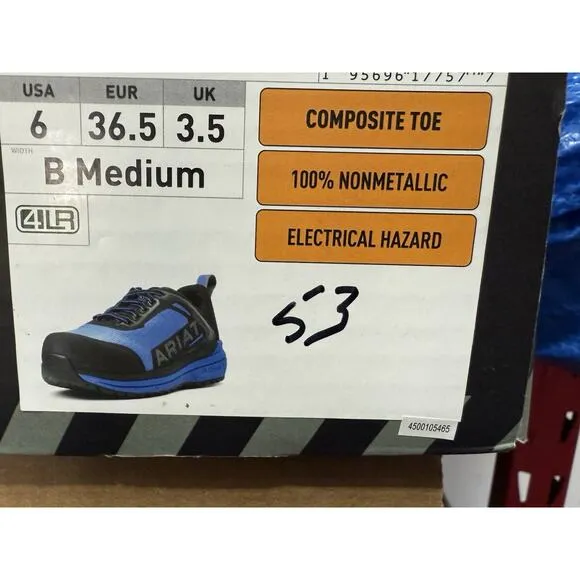 USA EUR UK
6 36.5 3.5
WIDTH
B Medium
4LR
COMPOSITE TOE
100% NONMETALLIC
ELECTRICAL HAZARD
ARIAT
53
4500105465